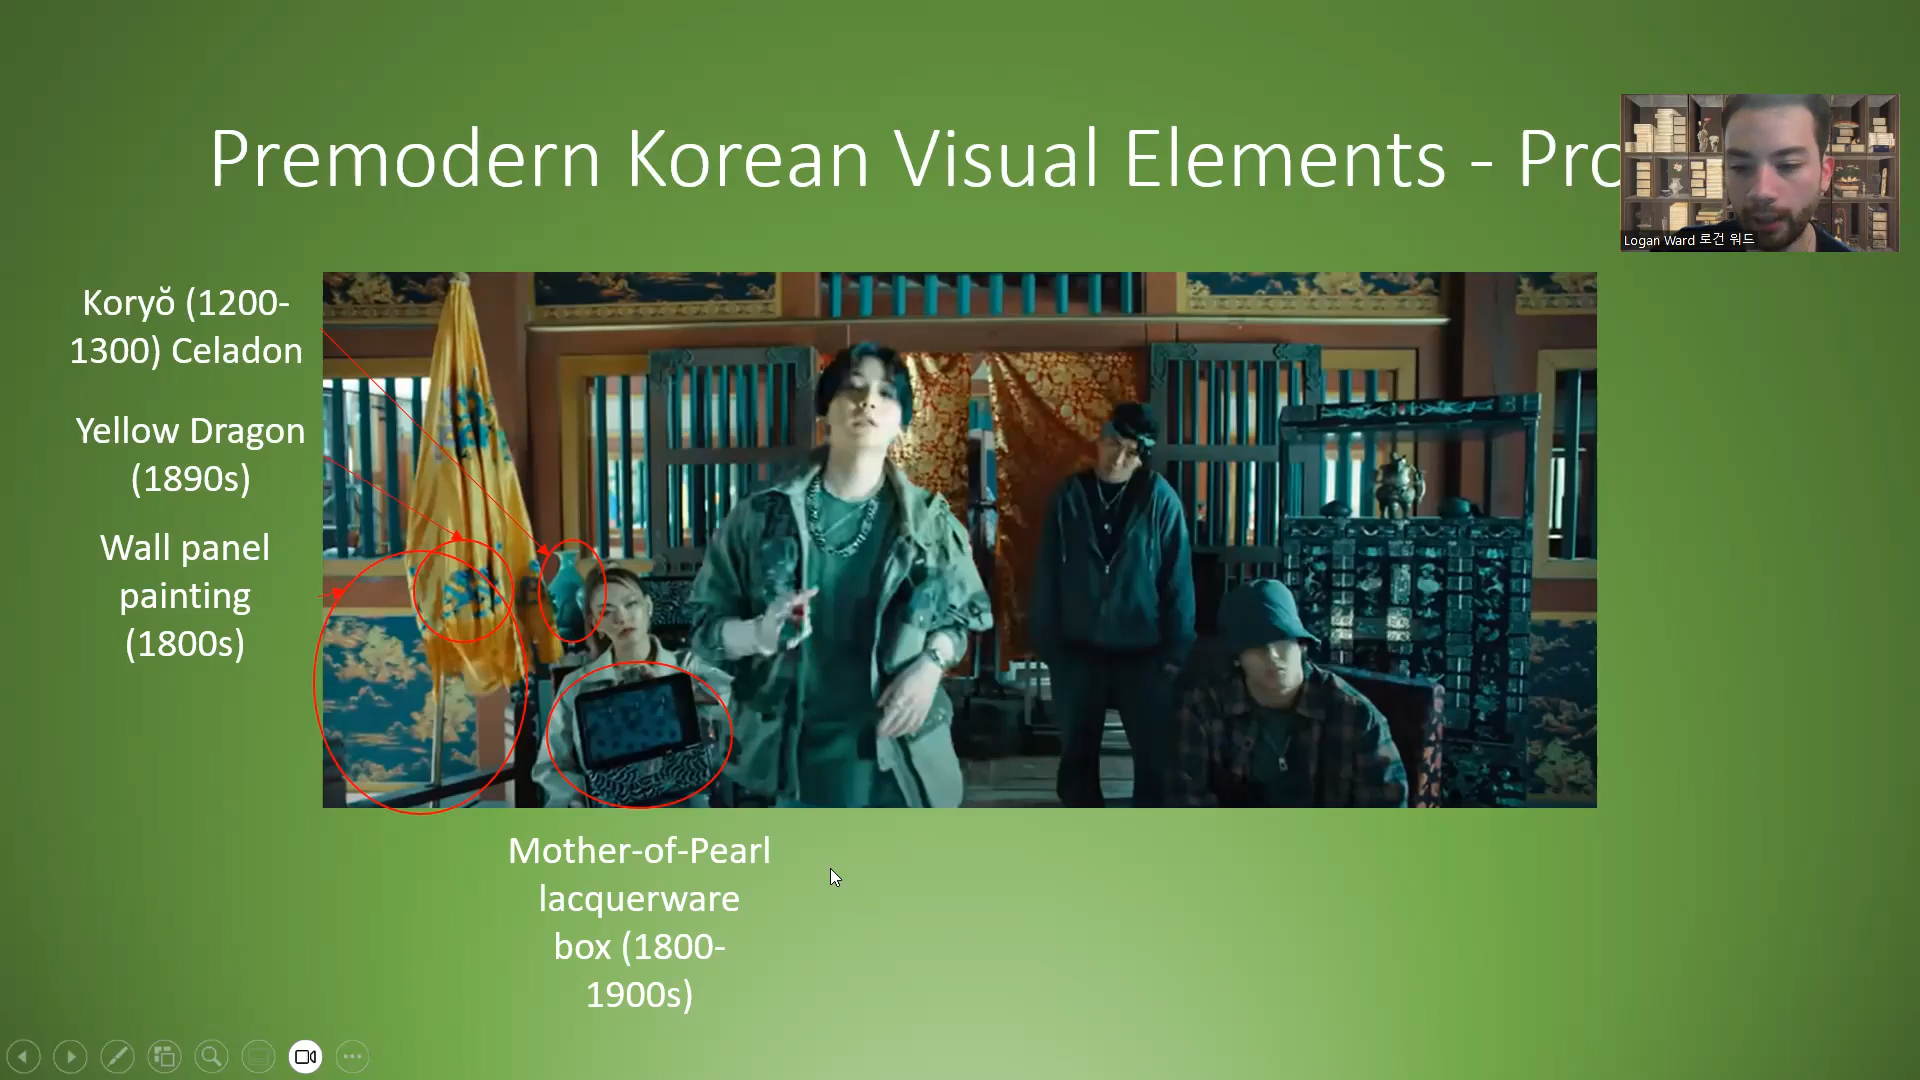 Premodern Korean Visual Elements - Pro
Logan Ward 로건 워드
Koryŏ (1200-
1300) Celadon
Yellow Dragon
(1890s)
Wall panel
painting
(1800s)
Mother-of-Pearl
lacquerware
box (1800-
1900s)